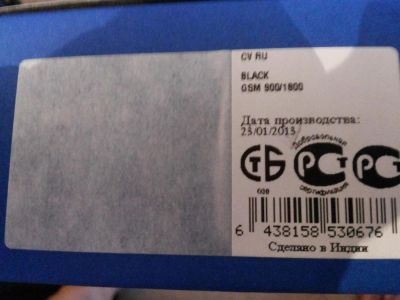 CV RU
BLACK
GSM 900/1800
Дата производства:
23/01/2013
Добровольная
СТБ РСТ РСТ
сертификация
6 438158 530676
Сделано в Индии